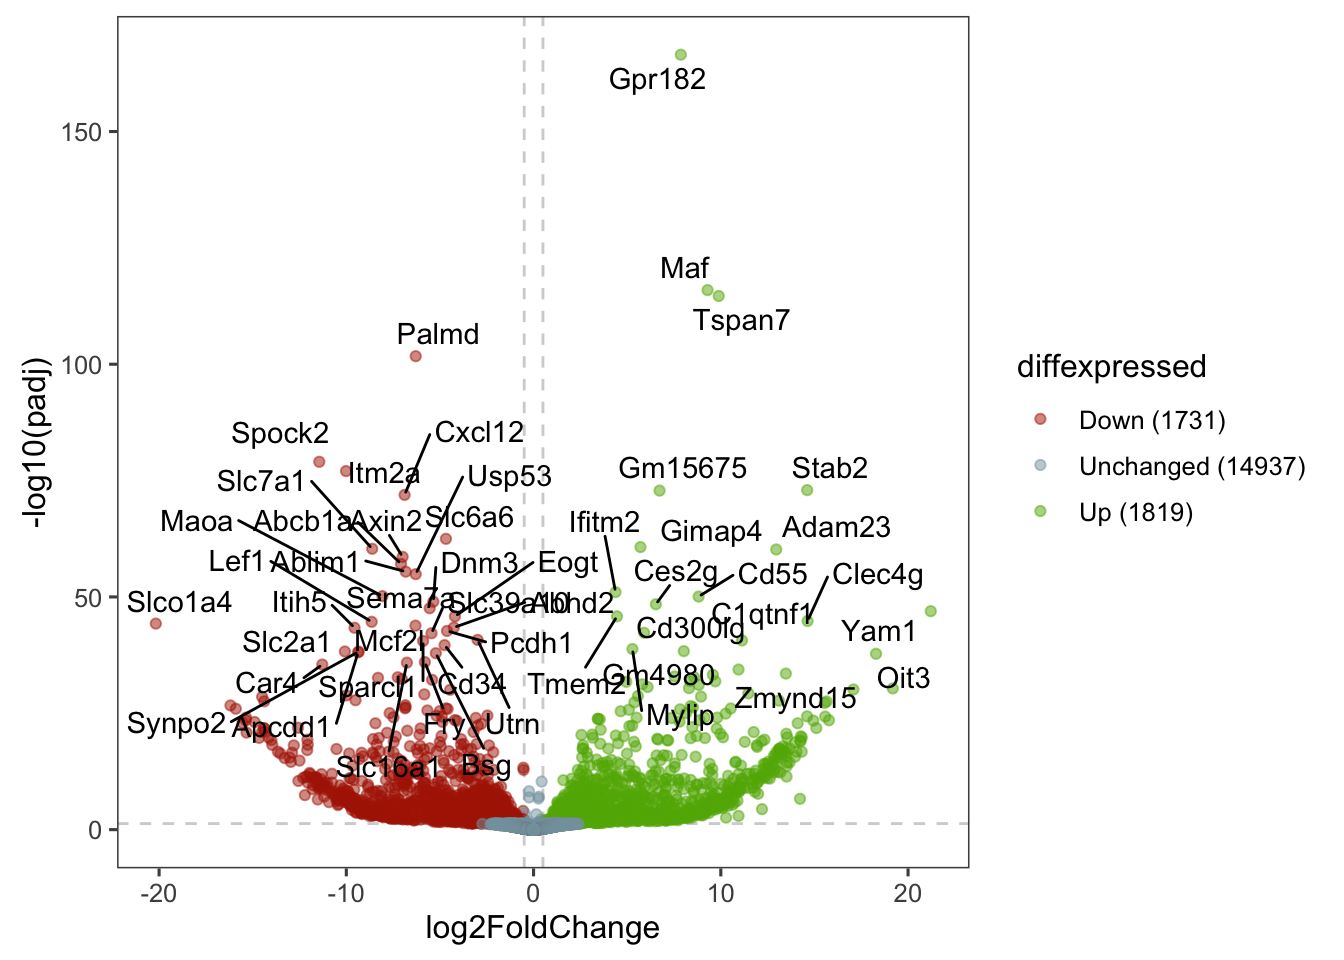 Gpr182
150
Maf
Tspan7
Palmd
100
-log10(padj)
diffexpressed
Down (1731)
Unchanged (14937)
Up (1819)
Spock2
Cxcl12
Itm2a
Slc7a1
Usp53
Gm15675
Stab2
Maoa
Abcb1a
Axin2
Slc6a6
Ifitm2
Gimap4
Adam23
Lef1
Ablim1
Dnm3
Eogt
Ces2g
Cd55
Clec4g
50
Slco1a4
Itih5
Sema7a
Slc39a10
Abhd2
C1qtnf1
Slc2a1
Mcf2l
Pcdh1
Cd300lg
Yam1
Car4
Sparcl1
Cd34
Tmem2
Gm4980
Oit3
Zmynd15
Synpo2
Apcdd1
Fry
Utrn
Mylip
Slc16a1
Bsg
0
-20
-10
0
10
20
log2FoldChange